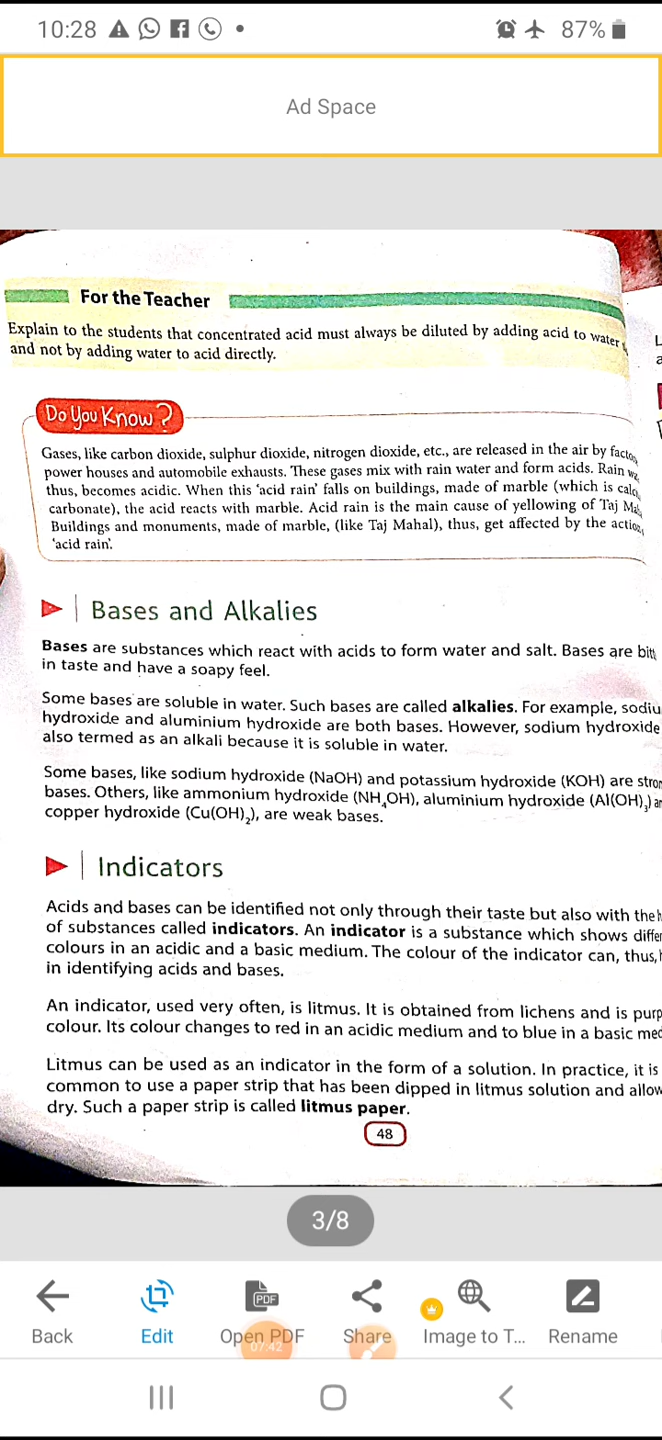 10:28
87%
Ad Space
For the Teacher
Explain to the students that concentrated acid must always be diluted by adding acid to water
and not by adding water to acid directly.
L
a
Do You Know ?
Gases, like carbon dioxide, sulphur dioxide, nitrogen dioxide, etc., are released in the air by
power houses and automobile exhausts. These gases mix with rain water and form acids. Rain
thus, becomes acidic. When this 'acid rain' falls on buildings, made of marble (which is
carbonate), the acid reacts with marble. Acid rain is the main cause of yellowing of Taj
Buildings and monuments, made of marble, (like Taj Mahal), thus, get affected by the
'acid rain'.
Bases and Alkalies
Bases are substances which react with acids to form water and salt. Bases are
in taste and have a soapy feel.
Some bases are soluble in water. Such bases are called alkalies. For example, sodiu
hydroxide and aluminium hydroxide are both bases. However, sodium hydroxide
also termed as an alkali because it is soluble in water.
Some bases, like sodium hydroxide (NaOH) and potassium hydroxide (KOH) are stron
bases. Others, like ammonium hydroxide (NH₄OH), aluminium hydroxide (Al(OH)₃) an
copper hydroxide (Cu(OH)₂), are weak bases.
Indicators
Acids and bases can be identified not only through their taste but also with the h
of substances called indicators. An indicator is a substance which shows differ
colours in an acidic and a basic medium. The colour of the indicator can, thus, h
in identifying acids and bases.
An indicator, used very often, is litmus. It is obtained from lichens and is purp
colour. Its colour changes to red in an acidic medium and to blue in a basic med
Litmus can be used as an indicator in the form of a solution. In practice, it is
common to use a paper strip that has been dipped in litmus solution and allow
dry. Such a paper strip is called litmus paper.
48
3/8
PDF
Back Edit Open PDF Share Image to T... Rename
07:42